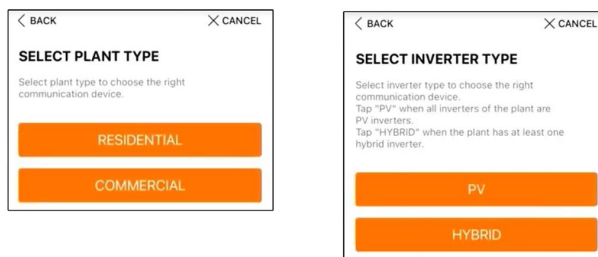 BACK
CANCEL
SELECT PLANT TYPE
Select plant type to choose the right
communication device.
RESIDENTIAL
COMMERCIAL
BACK
CANCEL
SELECT INVERTER TYPE
Select inverter type to choose the right
communication device.
Tap "PV" when all inverters of the plant are
PV inverters.
Tap "HYBRID" when the plant has at least one
hybrid inverter.
PV
HYBRID